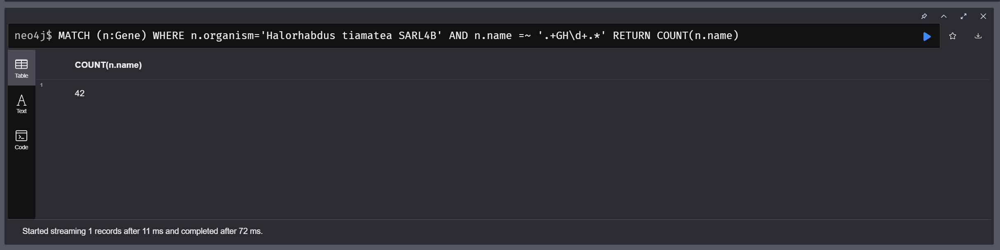 neo4j$ MATCH (n:Gene) WHERE n.organism='Halorhabdus tiamatea SARL4B' AND n.name =~ '.+GH\d+.*' RETURN COUNT(n.name)
Table
COUNT(n.name)
1
42
Text
Code
Started streaming 1 records after 11 ms and completed after 72 ms.